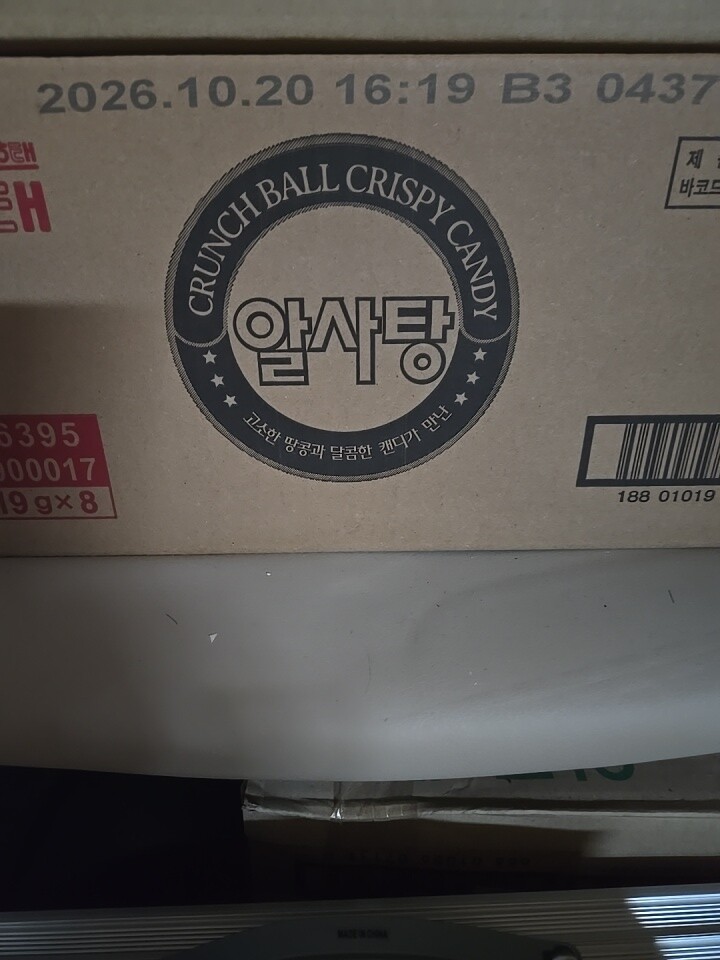 2026.10.20 16:19 B3 0437
CRUNCH BALL CRISPY CANDY
알사탕
고소한 땅콩과 달콤한 캔디가 만난
제
바코드
6395
000017
19g×8
188 01019